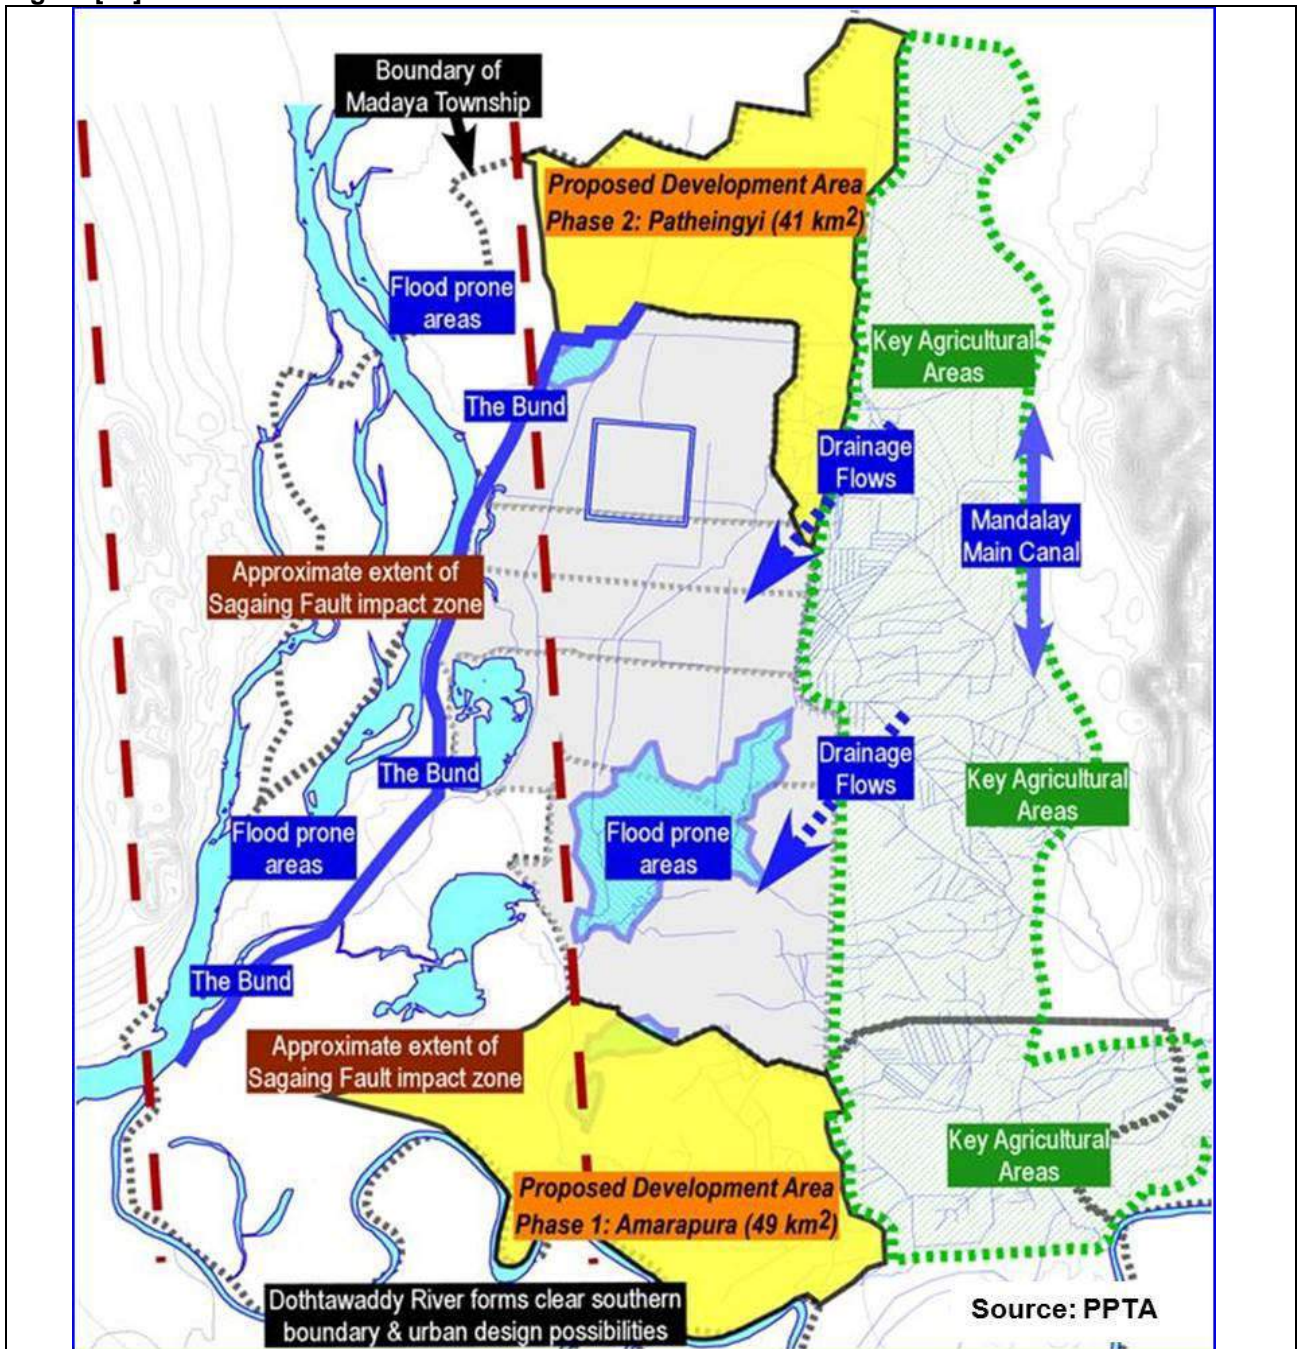 Boundary of
Madaya Township
Proposed Development Area
Phase 2: Patheingyi (41 km2)
Flood prone
areas
Key Agricultural
Areas
The Bund
Drainage
Flows
Mandalay
Main Canal
Approximate extent of
Sagaing Fault impact zone
The Bund
Drainage
Flows
Key Agricultural
Areas
Flood prone
areas
Flood prone
areas
The Bund
Approximate extent of
Sagaing Fault impact zone
Key Agricultural
Areas
Proposed Development Area
Phase 1: Amarapura (49 km2)
Dothtawaddy River forms clear southern
boundary & urban design possibilities
Source: PPTA